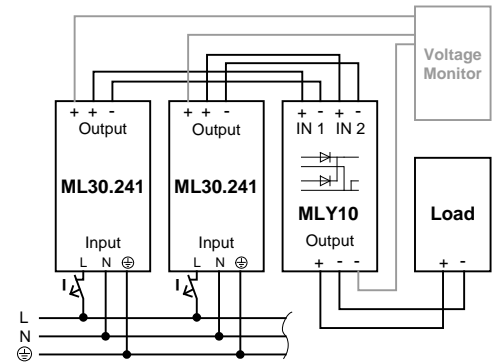 Voltage
Monitor
+ + -
Output
ML30.241
Input
L N ⏚
I
+ + -
Output
ML30.241
Input
L N ⏚
I
+ - + -
IN 1 IN 2
MLY10
Output
+ - -
Load
+ -
L
N
⏚